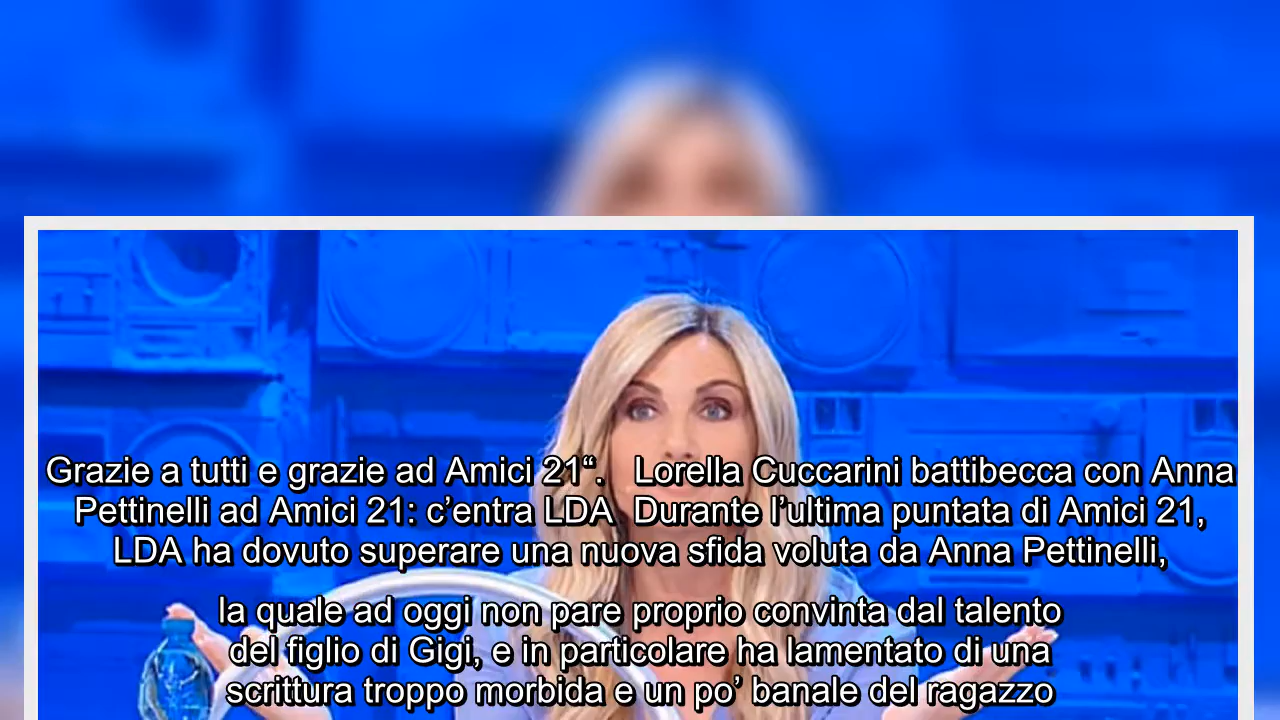 Grazie a tutti e grazie ad Amici 21“. Lorella Cuccarini battibecca con Anna
Pettinelli ad Amici 21: c’entra LDA Durante l’ultima puntata di Amici 21,
LDA ha dovuto superare una nuova sfida voluta da Anna Pettinelli,
la quale ad oggi non pare proprio convinta dal talento
del figlio di Gigi, e in particolare ha lamentato di una
scrittura troppo morbida e un po’ banale del ragazzo